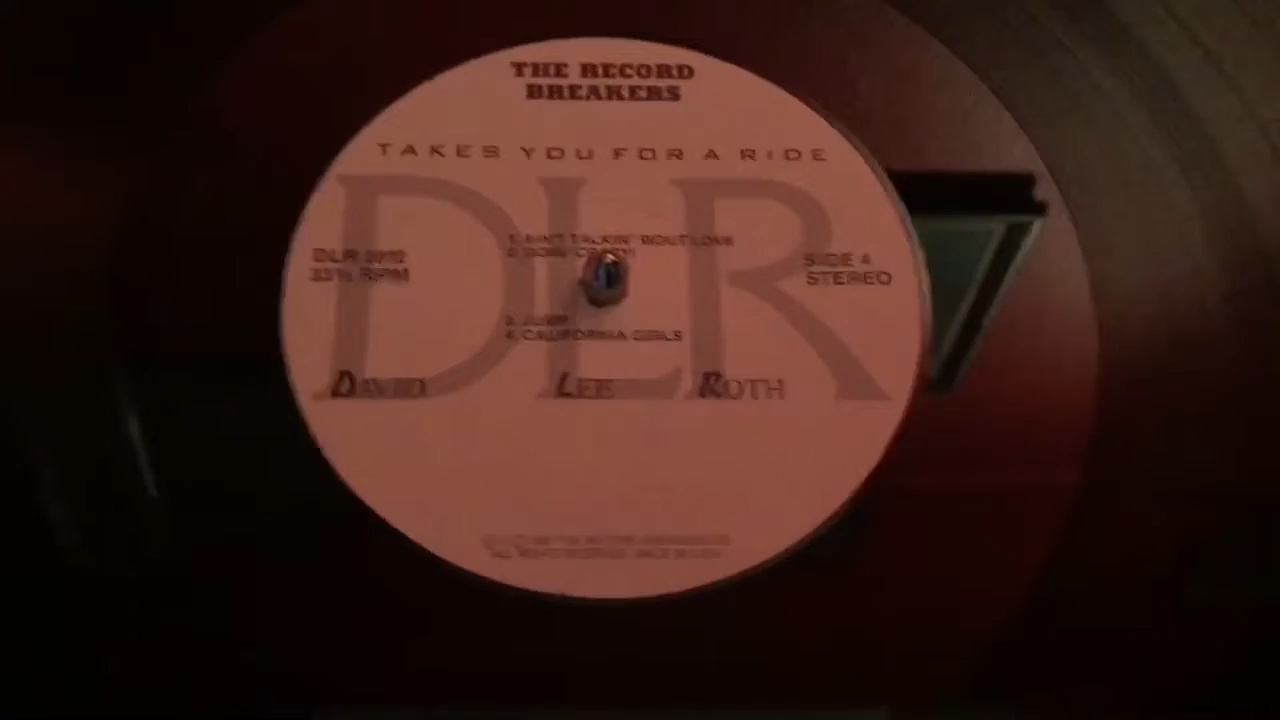 THE RECORD
BREAKERS
TAKES YOU FOR A RIDE
DLR
1. AIN'T TALKIN' 'BOUT LOVE
DLR
33⅓ RPM
SIDE 4
STEREO
3. JUMP
4. CALIFORNIA GIRLS
DAVID LEE ROTH